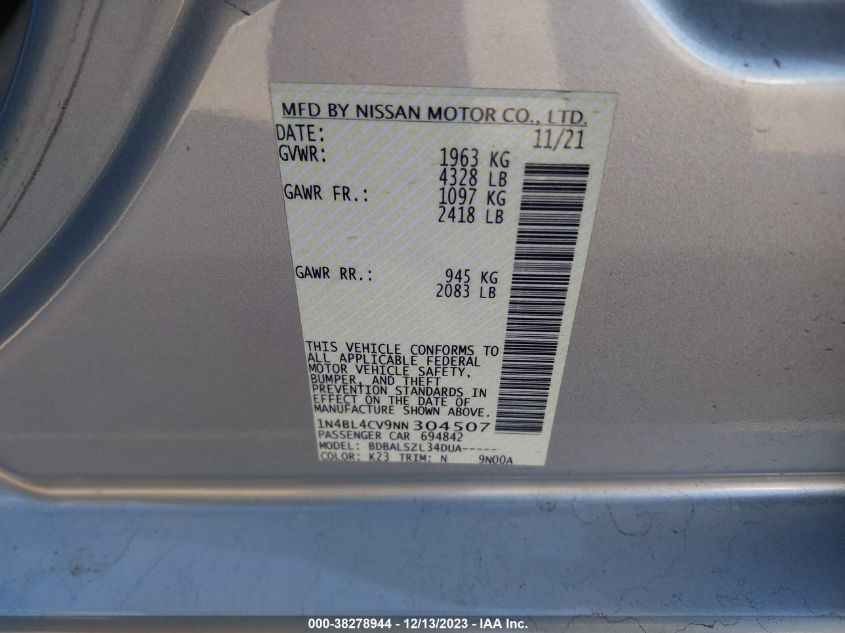 MFD BY NISSAN MOTOR CO., LTD.
DATE: 11/21
GVWR: 1963 KG
4328 LB
GAWR FR.: 1097 KG
2418 LB
GAWR RR.: 945 KG
2083 LB
THIS VEHICLE CONFORMS TO
ALL APPLICABLE FEDERAL
MOTOR VEHICLE SAFETY,
BUMPER, AND THEFT
PREVENTION STANDARDS IN
EFFECT ON THE DATE OF
MANUFACTURE SHOWN ABOVE.
1N4BL4CV9NN304507
PASSENGER CAR 694842
MODEL: BDBALSZL34DUA-----
COLOR: K23 TRIM: N 9N00A
000-38278944 - 12/13/2023 - IAA Inc.